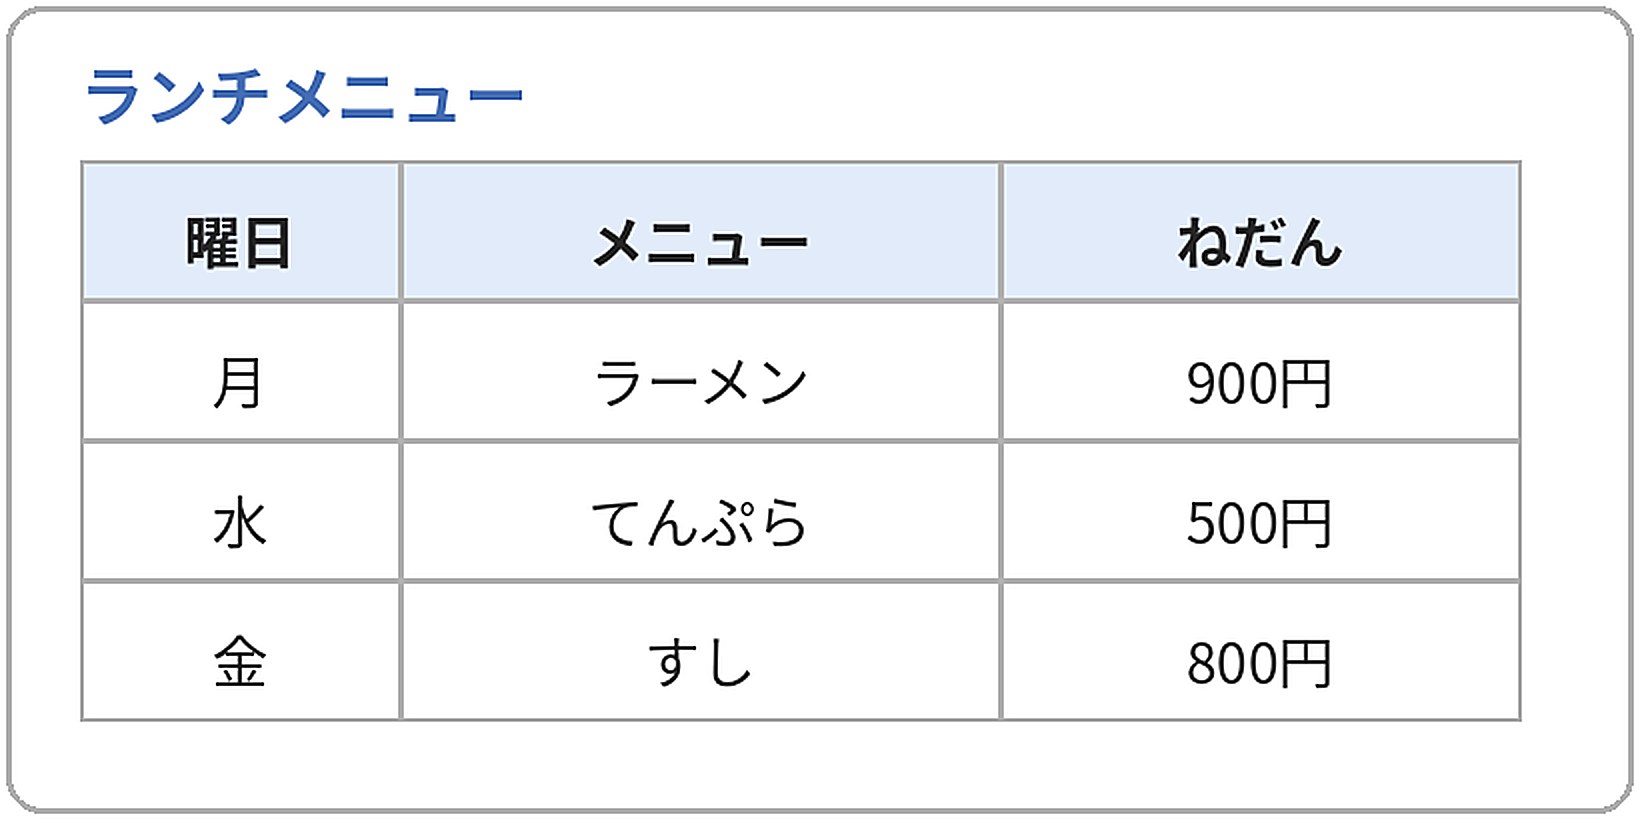 ランチメニュー
曜日 メニュー ねだん
月 ラーメン 900円
水 てんぷら 500円
金 すし 800円